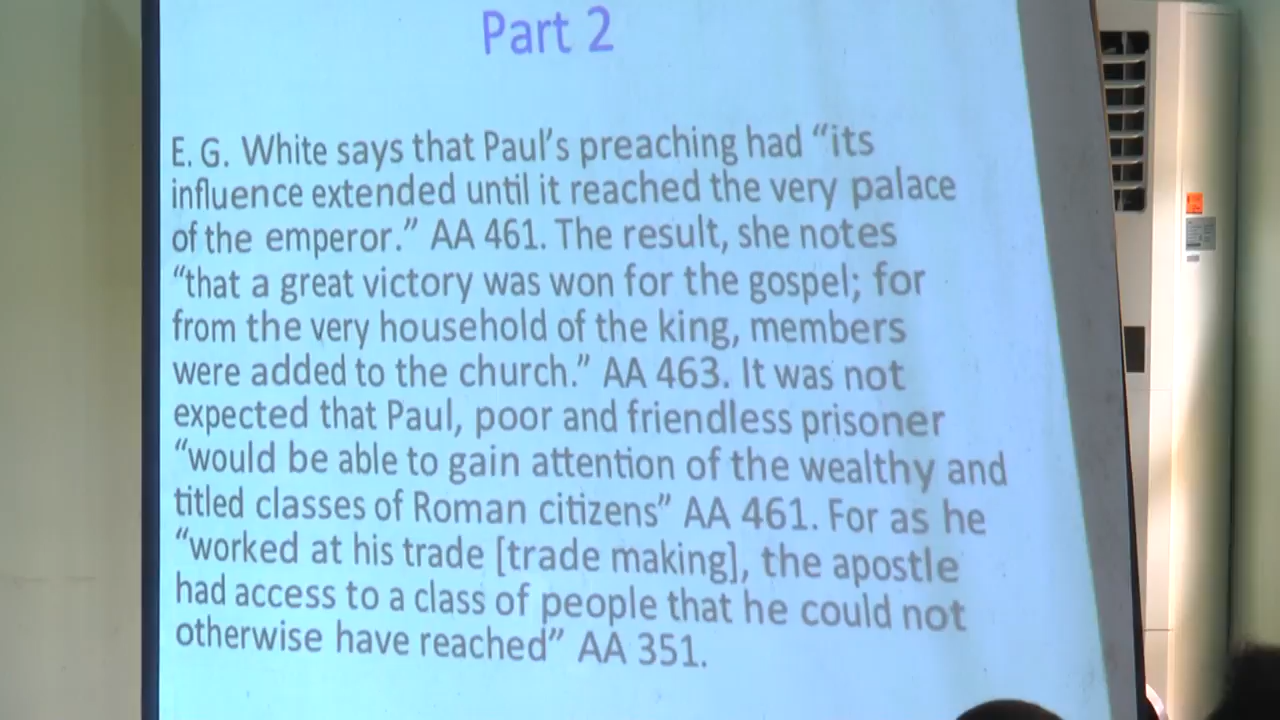 Part 2
E. G. White says that Paul's preaching had “its
influence extended until it reached the very palace
of the emperor.” AA 461. The result, she notes
“that a great victory was won for the gospel; for
from the very household of the king, members
were added to the church.” AA 463. It was not
expected that Paul, poor and friendless prisoner
“would be able to gain attention of the wealthy and
titled classes of Roman citizens” AA 461. For as he
“worked at his trade [trade making], the apostle
had access to a class of people that he could not
otherwise have reached” AA 351.